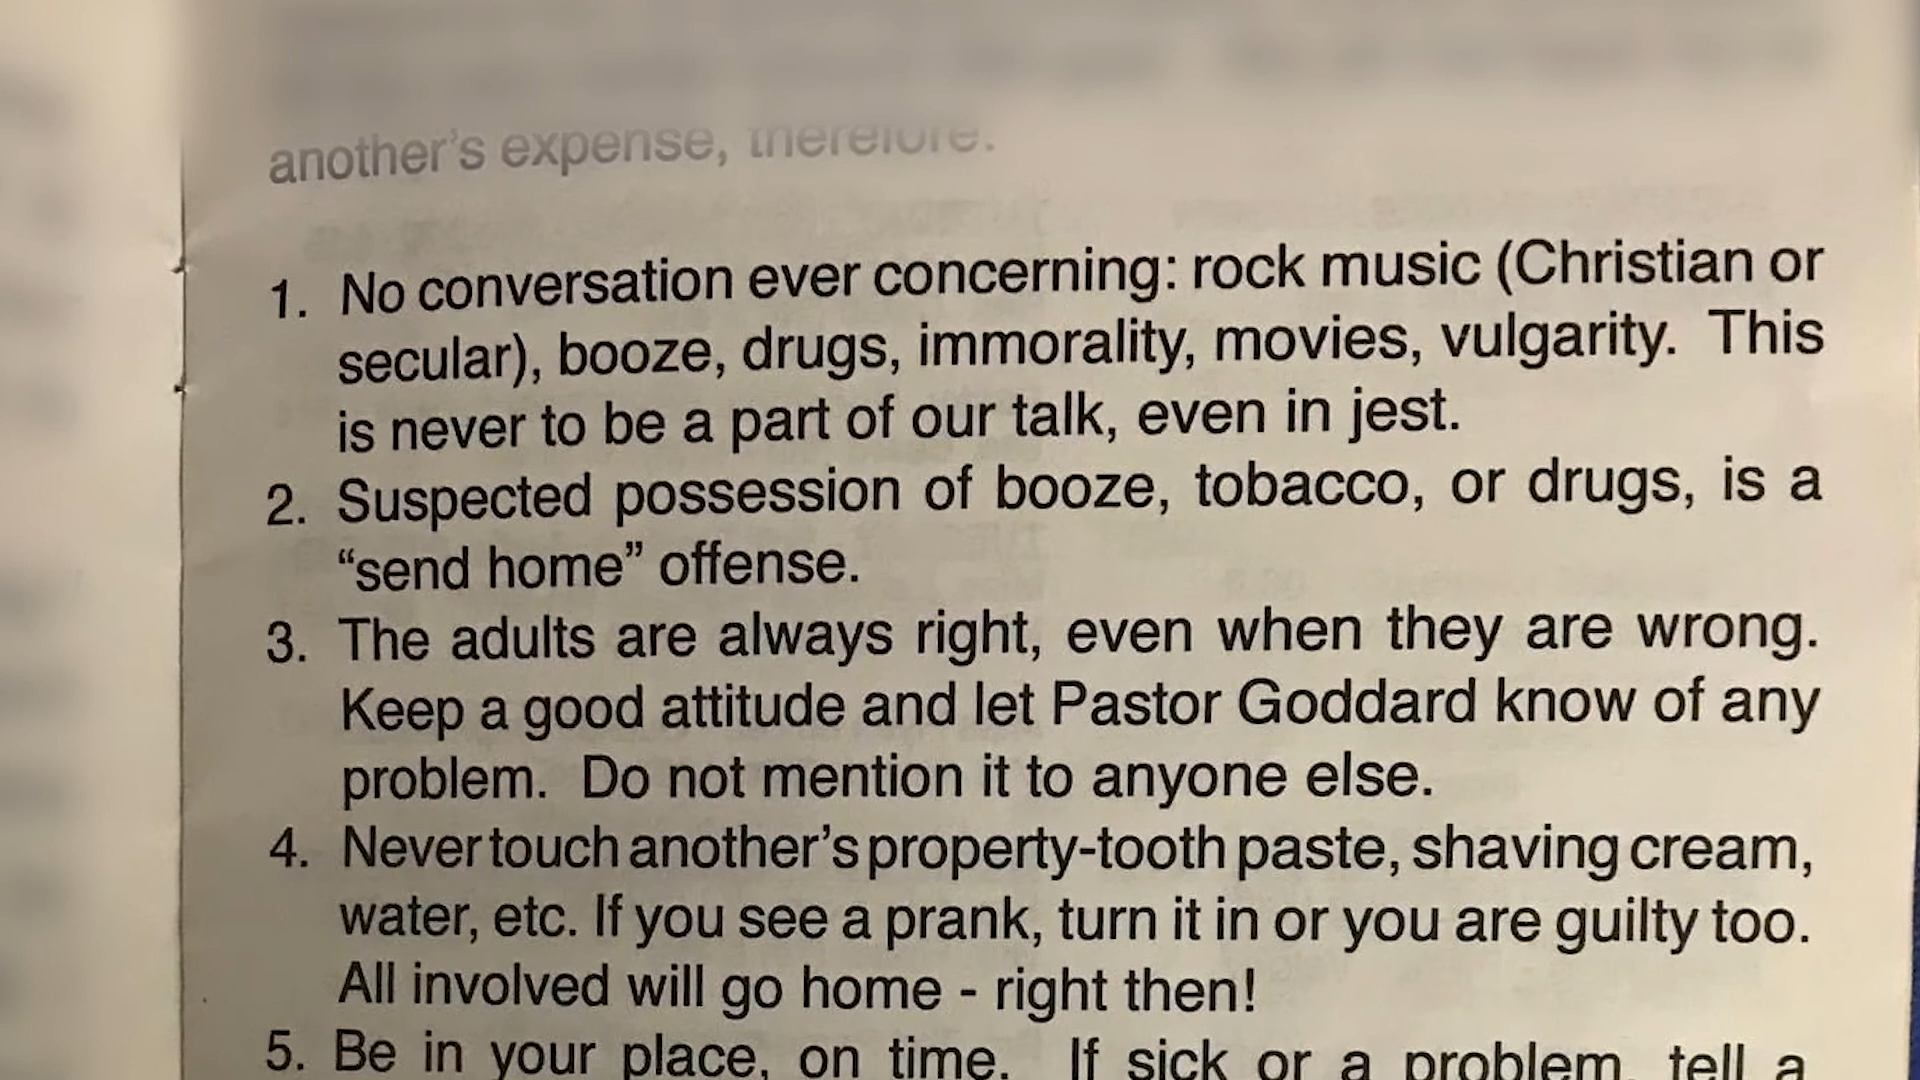 another's expense, therefore.
1. No conversation ever concerning: rock music (Christian or
secular), booze, drugs, immorality, movies, vulgarity. This
is never to be a part of our talk, even in jest.
2. Suspected possession of booze, tobacco, or drugs, is a
“send home” offense.
3. The adults are always right, even when they are wrong.
Keep a good attitude and let Pastor Goddard know of any
problem. Do not mention it to anyone else.
4. Never touch another's property-tooth paste, shaving cream,
water, etc. If you see a prank, turn it in or you are guilty too.
All involved will go home - right then!
5. Be in your place, on time. If sick or a problem, tell a